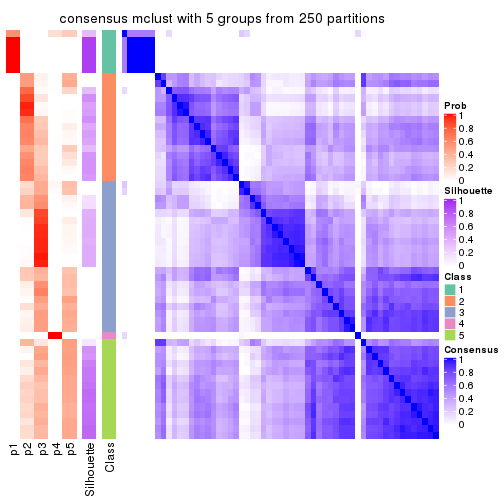 consensus mclust with 5 groups from 250 partitions
Prob
1
0.8
0.6
0.4
0.2
0
Silhouette
1
0.8
0.6
0.4
0.2
0
Class
1
2
3
4
5
Consensus
1
0.8
0.6
0.4
0.2
0
p1
p2
p3
p4
p5
Silhouette
Class